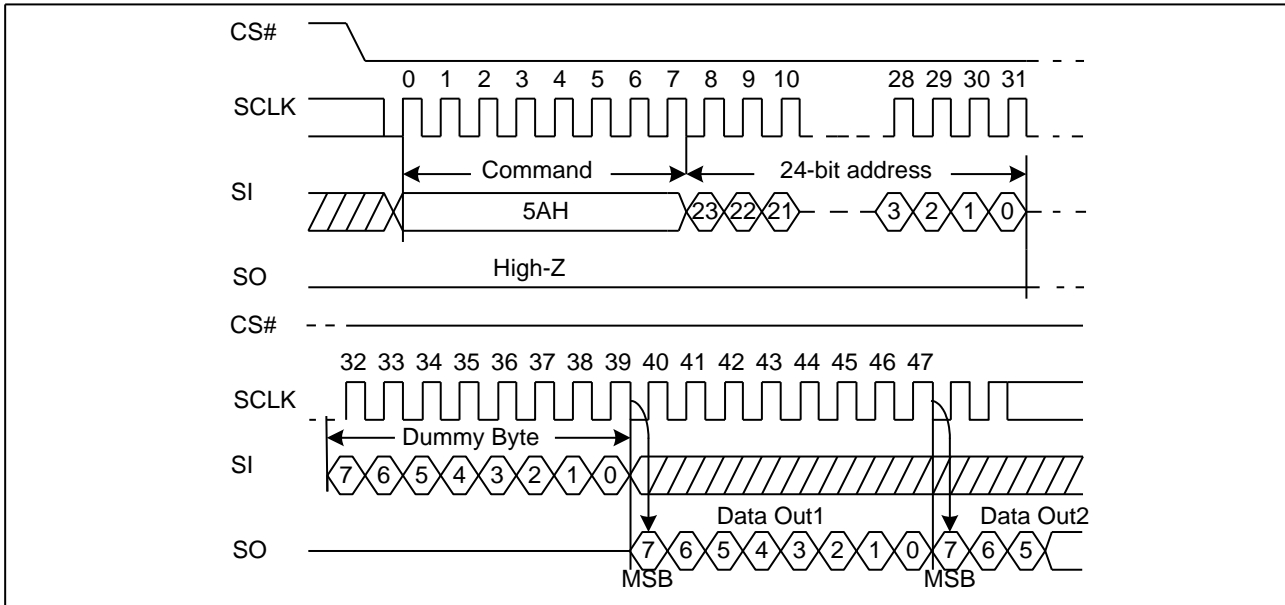 CS#
0 1 2 3 4 5 6 7 8 9 10 28 29 30 31
SCLK
Command 24-bit address
SI
5AH 23 22 21 3 2 1 0
High-Z
SO
CS#
32 33 34 35 36 37 38 39 40 41 42 43 44 45 46 47
SCLK
Dummy Byte
SI
7 6 5 4 3 2 1 0
Data Out1 Data Out2
SO
7 6 5 4 3 2 1 0 7 6 5
MSB MSB